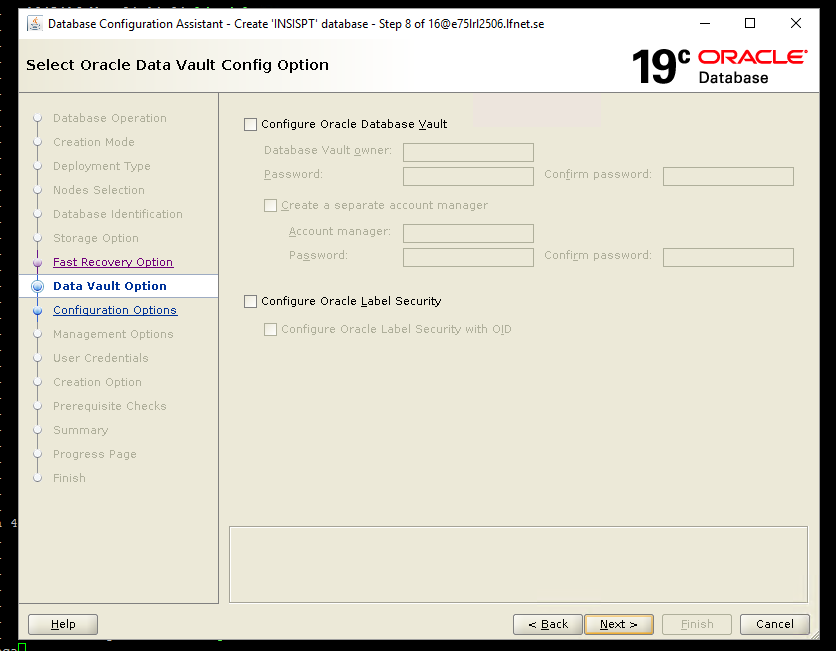 Database Configuration Assistant - Create 'INSISPT' database - Step 8 of 16@e75lrl2506.lfnet.se
Select Oracle Data Vault Config Option
19c ORACLE
Database
Database Operation
Creation Mode
Deployment Type
Nodes Selection
Database Identification
Storage Option
Fast Recovery Option
Data Vault Option
Configuration Options
Management Options
User Credentials
Creation Option
Prerequisite Checks
Summary
Progress Page
Finish
Configure Oracle Database Vault
Database Vault owner:
Password: Confirm password:
Create a separate account manager
Account manager:
Password: Confirm password:
Configure Oracle Label Security
Configure Oracle Label Security with OID
Help
< Back
Next >
Finish
Cancel